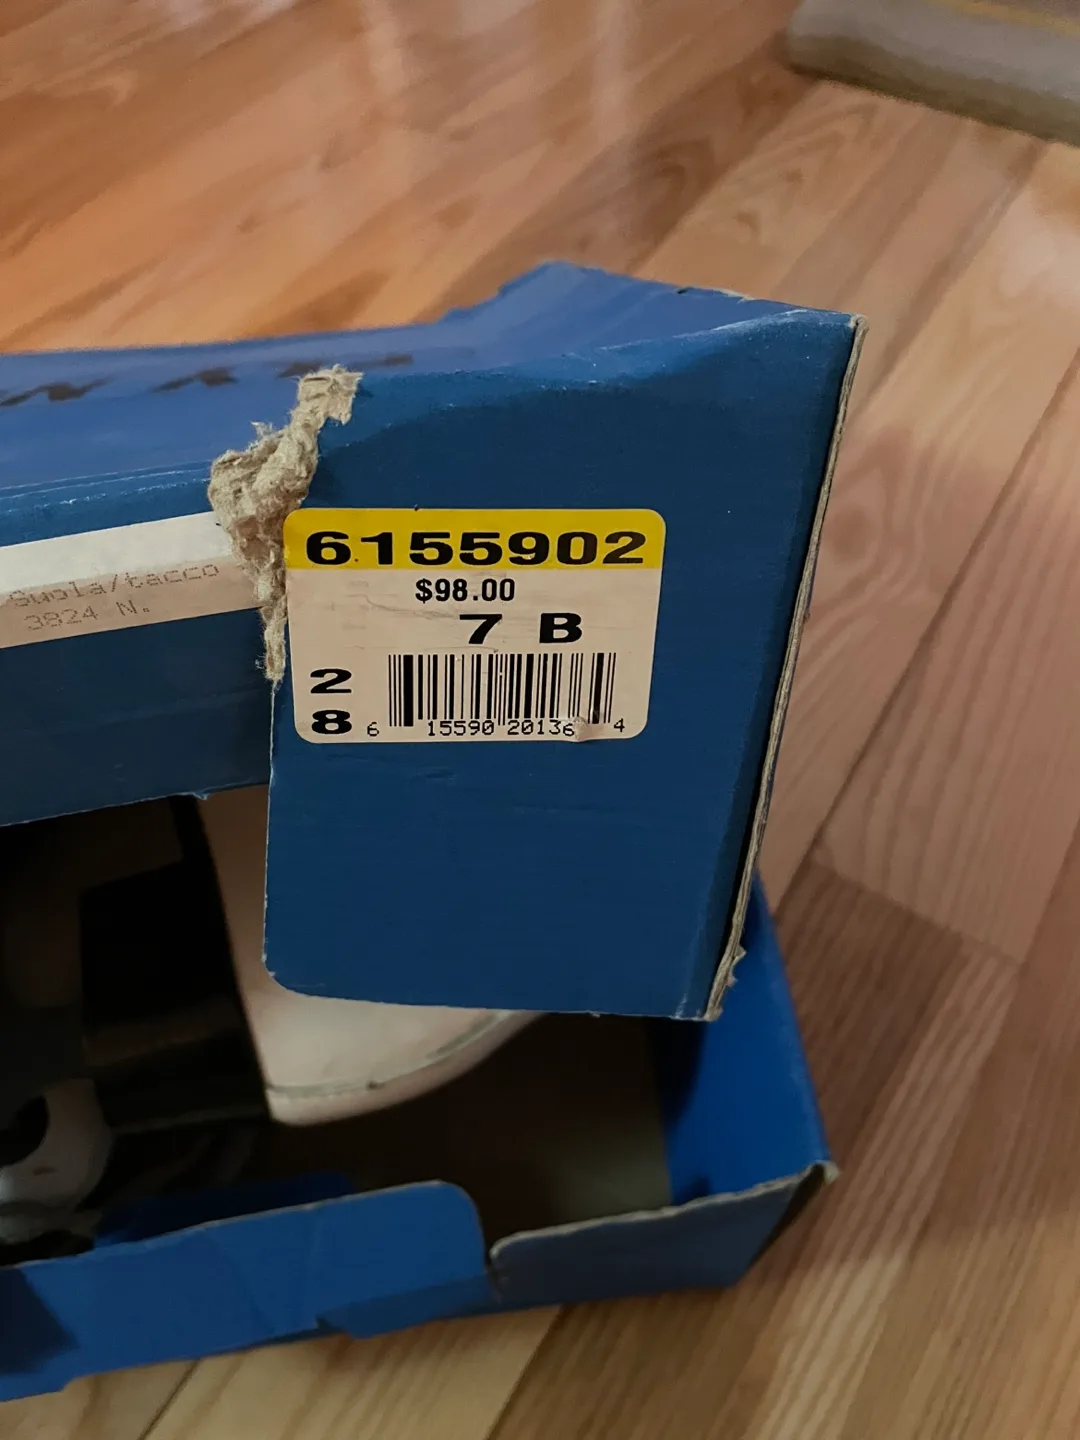 6155902
$98.00
7 B
2
8
6 15590 20136 4
Suola/tacco
3824 N.